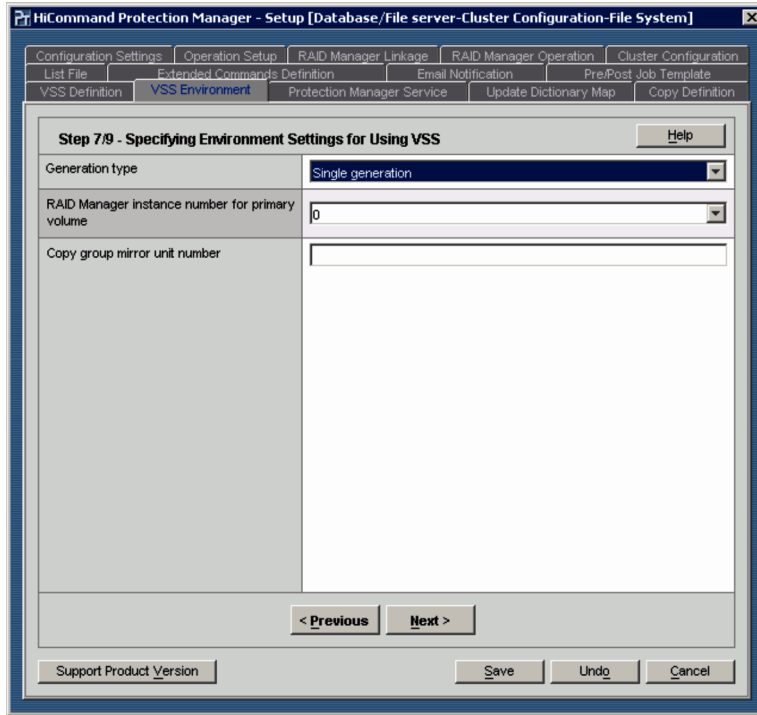 HiCommand Protection Manager - Setup [Database/File server-Cluster Configuration-File System]
Configuration Settings Operation Setup RAID Manager Linkage RAID Manager Operation Cluster Configuration
List File Extended Commands Definition Email Notification Pre/Post Job Template
VSS Definition VSS Environment Protection Manager Service Update Dictionary Map Copy Definition
Step 7/9 - Specifying Environment Settings for Using VSS Help
Generation type Single generation
RAID Manager instance number for primary 0
volume
Copy group mirror unit number
< Previous Next >
Support Product Version Save Undo Cancel